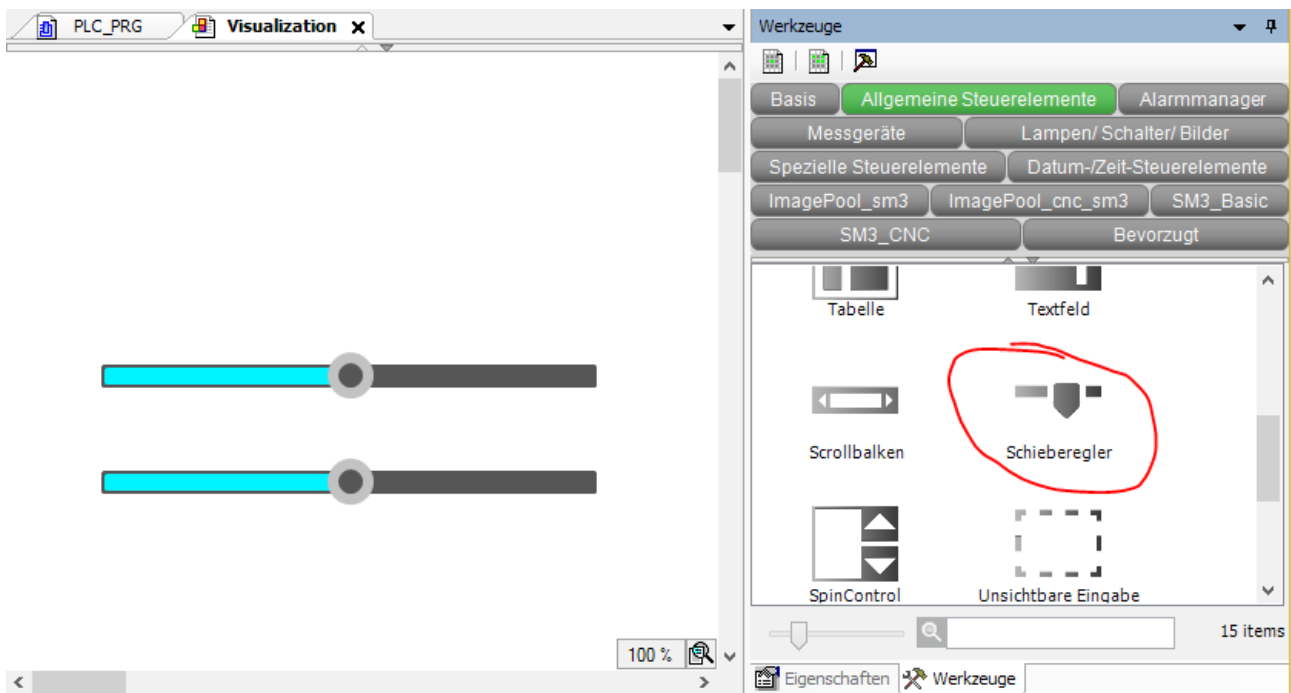 PLC_PRG
Visualization
100 %
Werkzeuge
Basis
Allgemeine Steuerelemente
Alarmmanager
Messgeräte
Lampen/ Schalter/ Bilder
Spezielle Steuerelemente
Datum-/Zeit-Steuerelemente
ImagePool_sm3
ImagePool_cnc_sm3
SM3_Basic
SM3_CNC
Bevorzugt
Tabelle
Textfeld
Scrollbalken
Schieberegler
SpinControl
Unsichtbare Eingabe
15 items
Eigenschaften
Werkzeuge